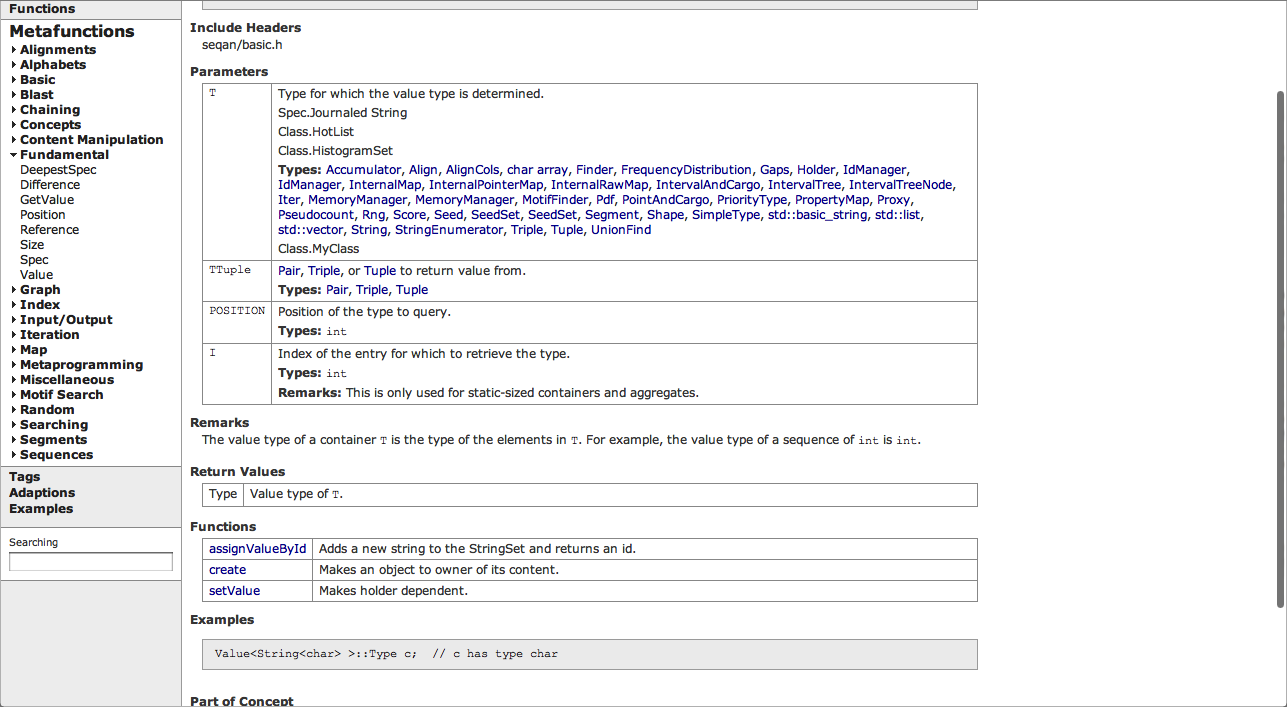 Functions
Metafunctions
Alignments
Alphabets
Basic
Blast
Chaining
Concepts
Content Manipulation
Fundamental
DeepestSpec
Difference
GetValue
Position
Reference
Size
Spec
Value
Graph
Index
Input/Output
Iteration
Map
Metaprogramming
Miscellaneous
Motif Search
Random
Searching
Segments
Sequences
Tags
Adaptions
Examples
Searching
Include Headers
seqan/basic.h
Parameters
T
Type for which the value type is determined.
Spec.Journaled String
Class.HotList
Class.HistogramSet
Types: Accumulator, Align, AlignCols, char array, Finder, FrequencyDistribution, Gaps, Holder, IdManager,
IdManager, InternalMap, InternalPointerMap, InternalRawMap, IntervalAndCargo, IntervalTree, IntervalTreeNode,
Iter, MemoryManager, MemoryManager, MotifFinder, Pdf, PointAndCargo, PriorityType, PropertyMap, Proxy,
Pseudocount, Rng, Score, Seed, SeedSet, SeedSet, Segment, Shape, SimpleType, std::basic_string, std::list,
std::vector, String, StringEnumerator, Triple, Tuple, UnionFind
Class.MyClass
TTuple
Pair, Triple, or Tuple to return value from.
Types: Pair, Triple, Tuple
POSITION
Position of the type to query.
Types: int
I
Index of the entry for which to retrieve the type.
Types: int
Remarks: This is only used for static-sized containers and aggregates.
Remarks
The value type of a container T is the type of the elements in T. For example, the value type of a sequence of int is int.
Return Values
Type Value type of T.
Functions
assignValueById Adds a new string to the StringSet and returns an id.
create Makes an object to owner of its content.
setValue Makes holder dependent.
Examples
Value<String<char> >::Type c;  // c has type char
Part of Concept